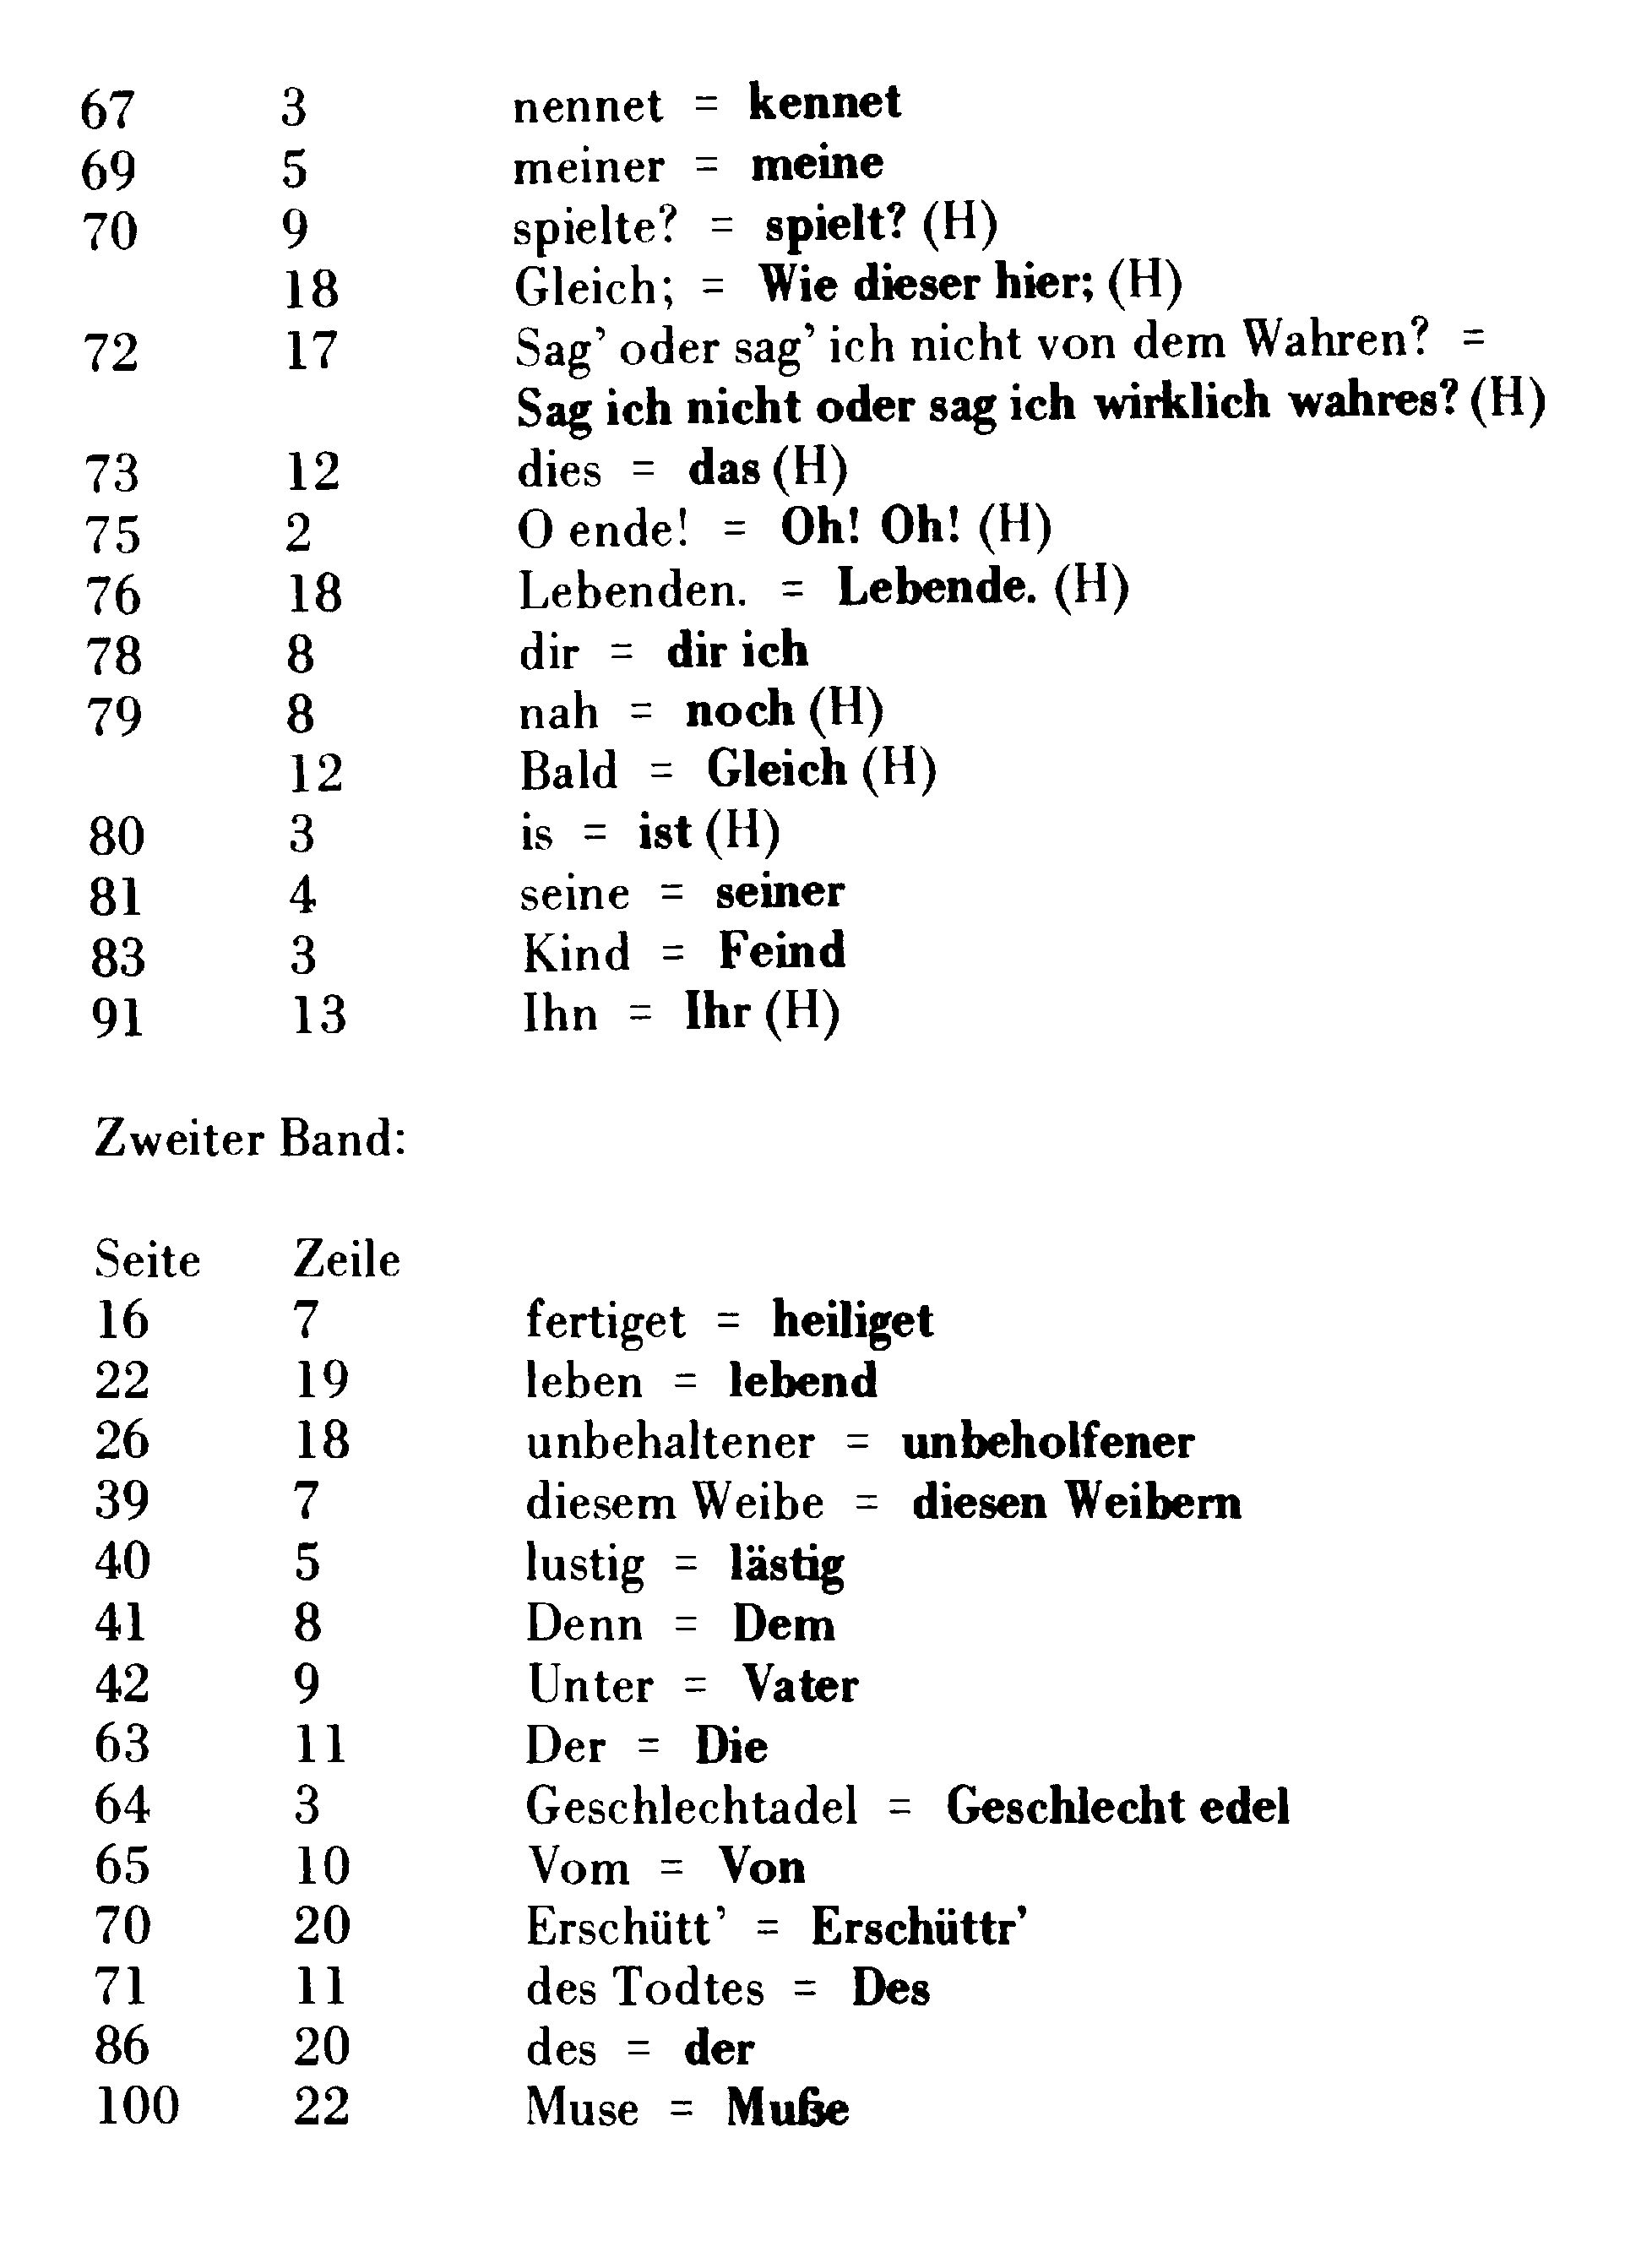 67 3 nennet = kennet
69 5 meiner = meine
70 9 spielte? = spielt? (H)
18 Gleich; = Wie dieser hier; (H)
72 17 Sag’ oder sag’ ich nicht von dem Wahren? =
Sag ich nicht oder sag ich wirklich wahres? (H)
73 12 dies = das (H)
75 2 O ende! = Oh! Oh! (H)
76 18 Lebenden. = Lebende. (H)
78 8 dir = dir ich
79 8 nah = noch (H)
12 Bald = Gleich (H)
80 3 is = ist (H)
81 4 seine = seiner
83 3 Kind = Feind
91 13 Ihn = Ihr (H)
Zweiter Band:
Seite Zeile
16 7 fertiget = heiliget
22 19 leben = lebend
26 18 unbehaltener = unbeholfener
39 7 diesem Weibe = diesen Weibern
40 5 lustig = lästig
41 8 Denn = Dem
42 9 Unter = Vater
63 11 Der = Die
64 3 Geschlechtadel = Geschlecht edel
65 10 Vom = Von
70 20 Erschütt’ = Erschüttr’
71 11 des Todtes = Des
86 20 des = der
100 22 Muse = Muße